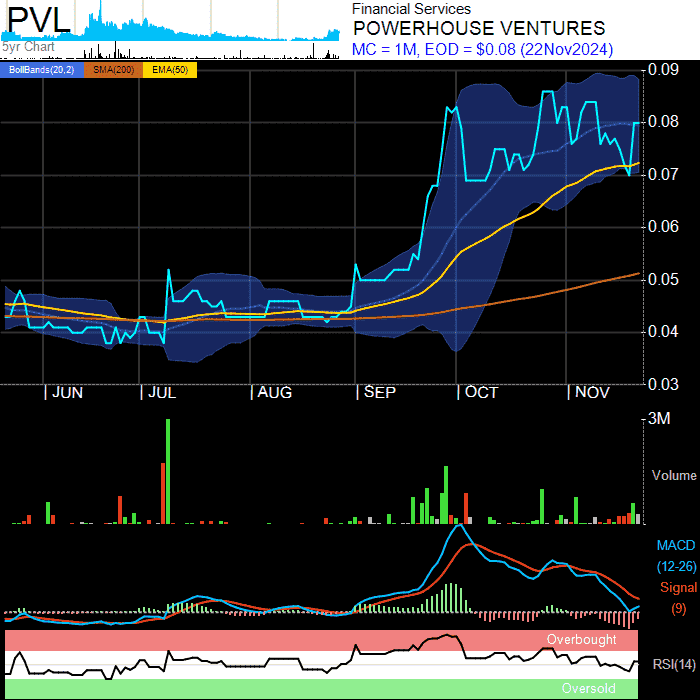 PVL
5yr Chart
Financial Services
POWERHOUSE VENTURES
MC = 1M, EOD = $0.08 (22Nov2024)
BollBands(20,2) SMA(200) EMA(50)
0.09
0.08
0.07
0.06
0.05
0.04
0.03
JUN JUL AUG SEP OCT NOV
3M
Volume
MACD
(12-26)
Signal
(9)
Overbought
RSI(14)
Oversold